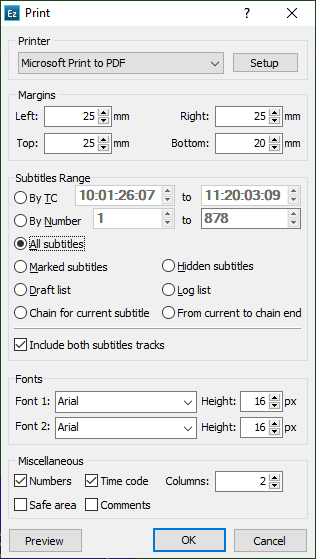 Ez Print
Printer
Microsoft Print to PDF Setup
Margins
Left: 25 mm Right: 25 mm
Top: 25 mm Bottom: 20 mm
Subtitles Range
By TC 10:01:26:07 to 11:20:03:09
By Number 1 to 878
All subtitles
Marked subtitles Hidden subtitles
Draft list Log list
Chain for current subtitle From current to chain end
Include both subtitles tracks
Fonts
Font 1: Arial Height: 16 px
Font 2: Arial Height: 16 px
Miscellaneous
Numbers Time code Columns: 2
Safe area Comments
Preview OK Cancel